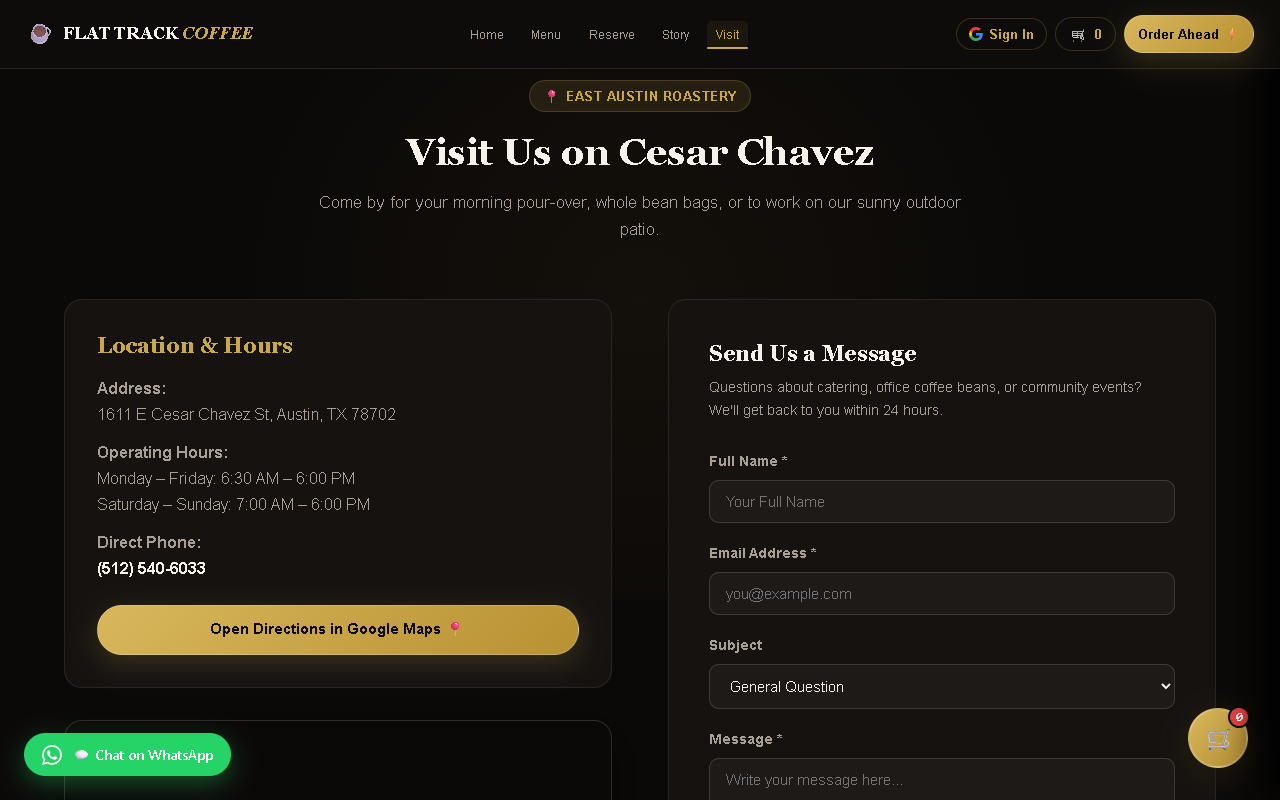 FLAT TRACK COFFEE
Home
Menu
Reserve
Story
Visit
Sign In
0
Order Ahead
EAST AUSTIN ROASTERY
Visit Us on Cesar Chavez
Come by for your morning pour-over, whole bean bags, or to work on our sunny outdoor
patio.
Location & Hours
Address:
1611 E Cesar Chavez St, Austin, TX 78702
Operating Hours:
Monday – Friday: 6:30 AM – 6:00 PM
Saturday – Sunday: 7:00 AM – 6:00 PM
Direct Phone:
(512) 540-6033
Open Directions in Google Maps
Send Us a Message
Questions about catering, office coffee beans, or community events?
We'll get back to you within 24 hours.
Full Name *
Your Full Name
Email Address *
you@example.com
Subject
General Question
Message *
Write your message here...
Chat on WhatsApp
0